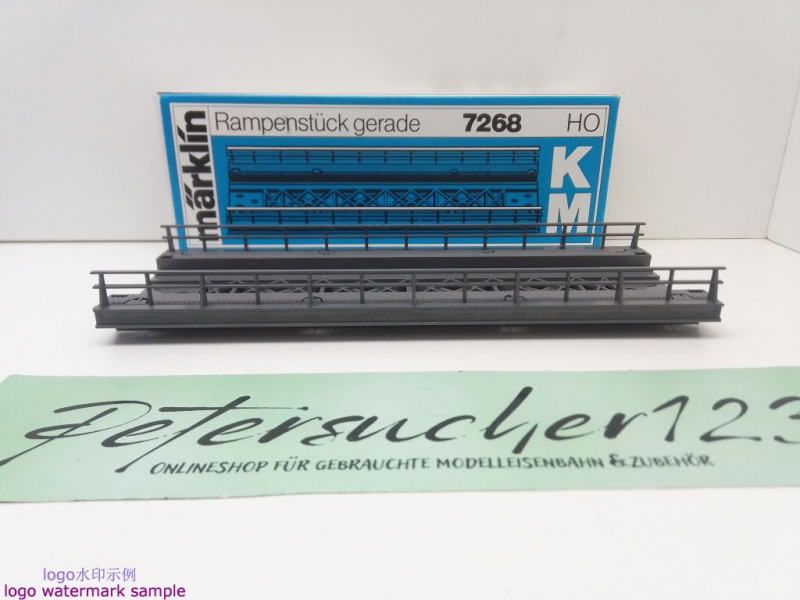 märklin
Rampenstück gerade 7268 HO
K
M
Petersucher123
ONLINESHOP FÜR GEBRAUCHTE MODELLEISENBAHN & ZUBEHÖR
logo水印示例
logo watermark sample